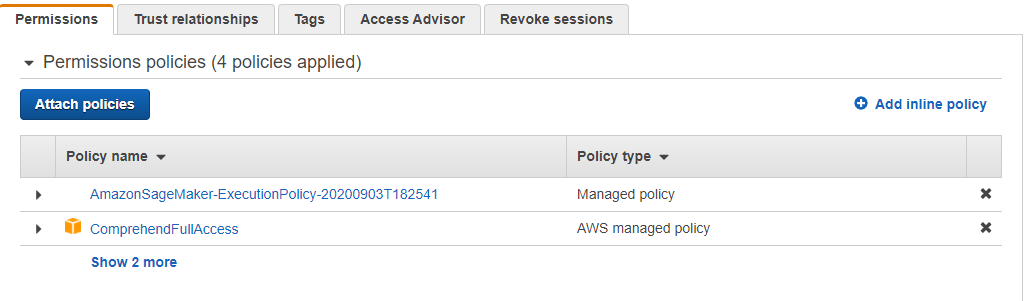 Permissions Trust relationships Tags Access Advisor Revoke sessions
Permissions policies (4 policies applied)
Attach policies Add inline policy
Policy name Policy type
AmazonSageMaker-ExecutionPolicy-20200903T182541 Managed policy
ComprehendFullAccess AWS managed policy
Show 2 more